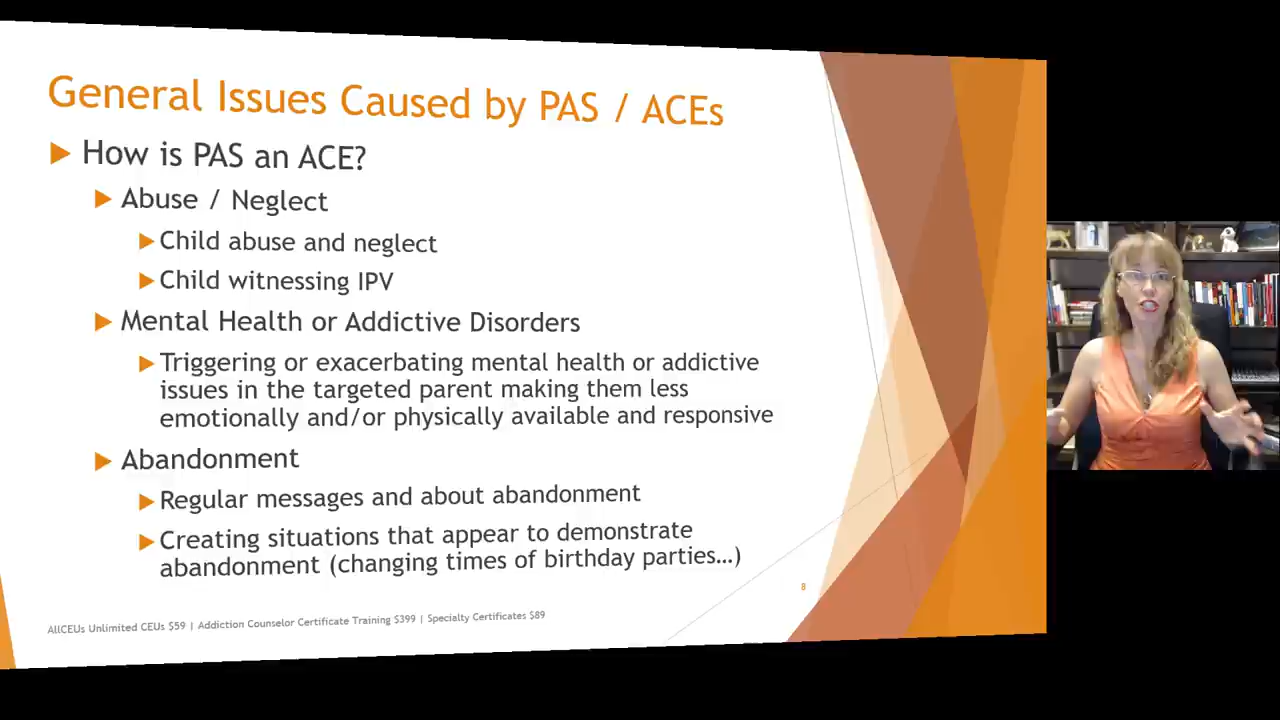 General Issues Caused by PAS / ACEs
How is PAS an ACE?
Abuse / Neglect
Child abuse and neglect
Child witnessing IPV
Mental Health or Addictive Disorders
Triggering or exacerbating mental health or addictive
issues in the targeted parent making them less
emotionally and/or physically available and responsive
Abandonment
Regular messages and about abandonment
Creating situations that appear to demonstrate
abandonment (changing times of birthday parties…)
8
AllCEUs Unlimited CEUs $59 | Addiction Counselor Certificate Training $399 | Specialty Certificates $89